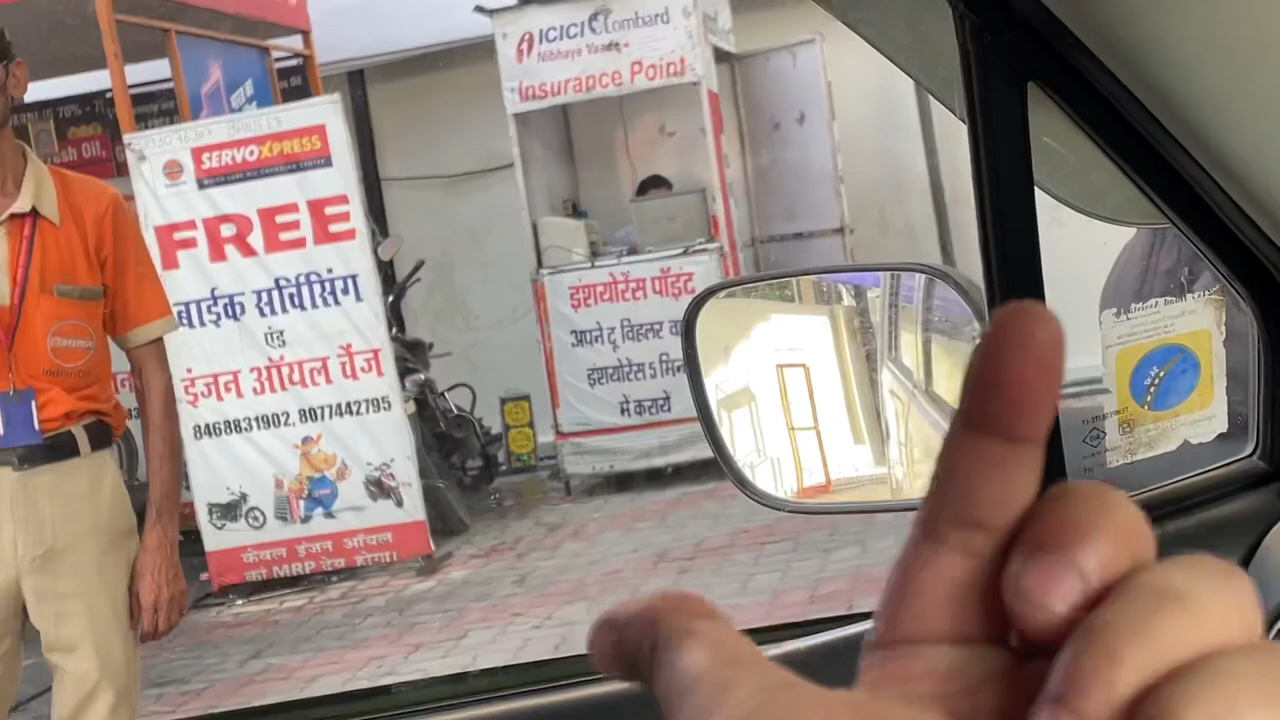 SERVOXPRESS
FREE
बाईक सर्विसिंग
एंड
इंजन ऑयल चेंज
8468831902, 8077442795
केवल इंजन ऑयल
का MRP देय होगा।
IndianOil
ICICI Lombard
Nibhaye Vaade
Insurance Point
इंश्योरेंस पॉइंट
अपने टू विहलर
इंश्योरेंस 5 मिन
में करायें